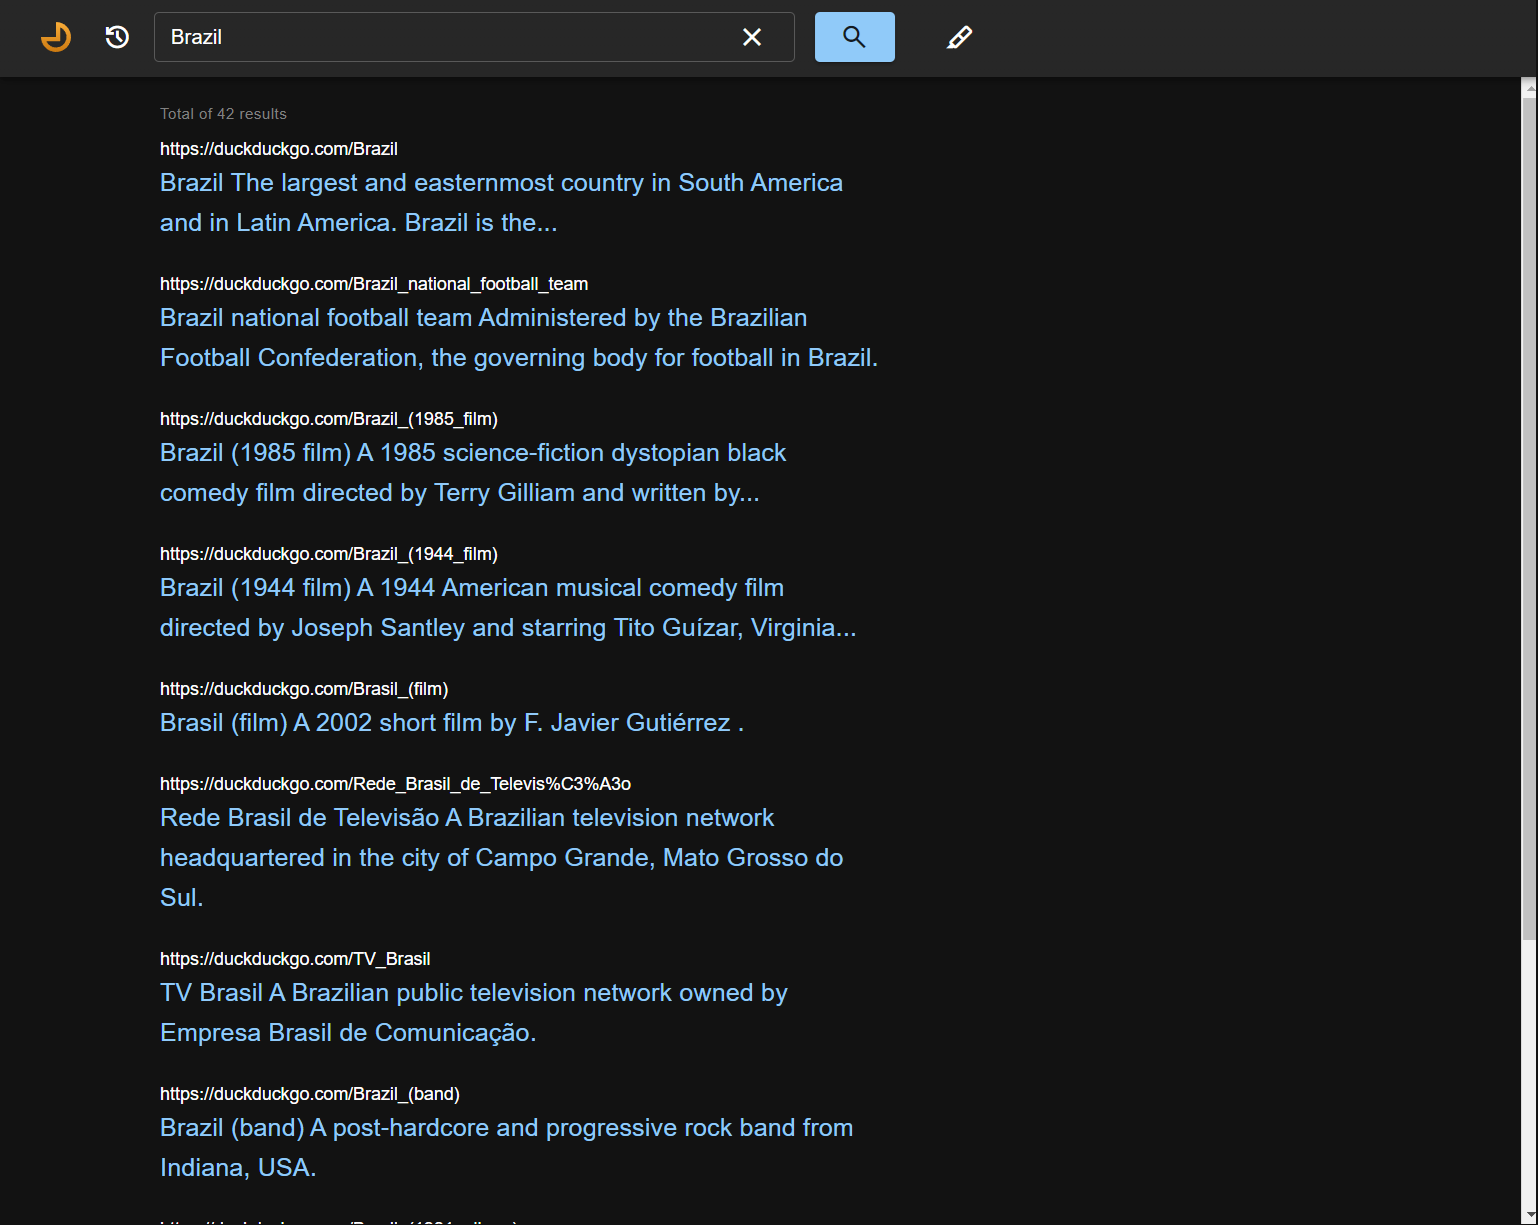 Brazil
Total of 42 results
https://duckduckgo.com/Brazil
Brazil The largest and easternmost country in South America
and in Latin America. Brazil is the...
https://duckduckgo.com/Brazil_national_football_team
Brazil national football team Administered by the Brazilian
Football Confederation, the governing body for football in Brazil.
https://duckduckgo.com/Brazil_(1985_film)
Brazil (1985 film) A 1985 science-fiction dystopian black
comedy film directed by Terry Gilliam and written by...
https://duckduckgo.com/Brazil_(1944_film)
Brazil (1944 film) A 1944 American musical comedy film
directed by Joseph Santley and starring Tito Guízar, Virginia...
https://duckduckgo.com/Brasil_(film)
Brasil (film) A 2002 short film by F. Javier Gutiérrez .
https://duckduckgo.com/Rede_Brasil_de_Televis%C3%A3o
Rede Brasil de Televisão A Brazilian television network
headquartered in the city of Campo Grande, Mato Grosso do
Sul.
https://duckduckgo.com/TV_Brasil
TV Brasil A Brazilian public television network owned by
Empresa Brasil de Comunicação.
https://duckduckgo.com/Brazil_(band)
Brazil (band) A post-hardcore and progressive rock band from
Indiana, USA.